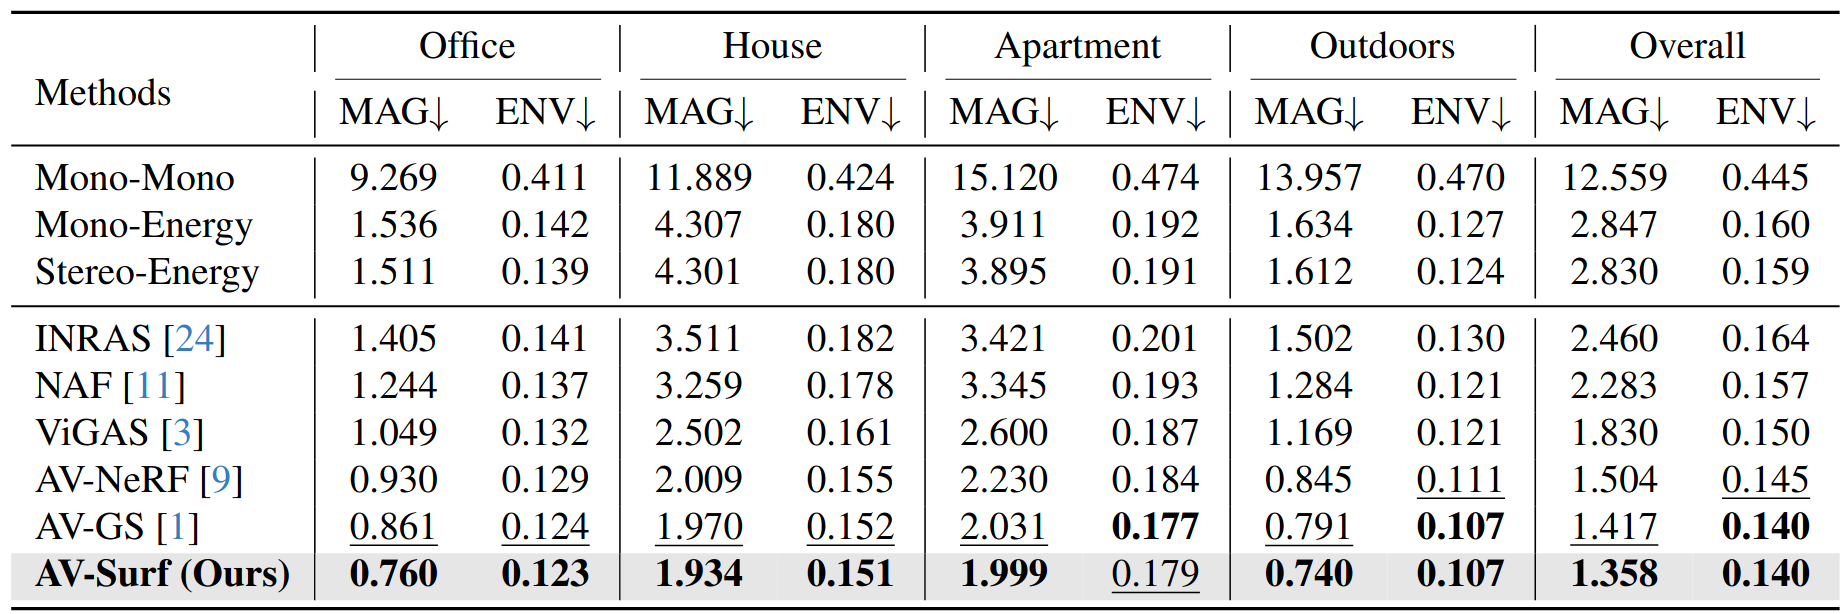 Methods Office House Apartment Outdoors Overall
MAG↓ ENV↓ MAG↓ ENV↓ MAG↓ ENV↓ MAG↓ ENV↓ MAG↓ ENV↓
Mono-Mono 9.269 0.411 11.889 0.424 15.120 0.474 13.957 0.470 12.559 0.445
Mono-Energy 1.536 0.142 4.307 0.180 3.911 0.192 1.634 0.127 2.847 0.160
Stereo-Energy 1.511 0.139 4.301 0.180 3.895 0.191 1.612 0.124 2.830 0.159
INRAS [24] 1.405 0.141 3.511 0.182 3.421 0.201 1.502 0.130 2.460 0.164
NAF [11] 1.244 0.137 3.259 0.178 3.345 0.193 1.284 0.121 2.283 0.157
ViGAS [3] 1.049 0.132 2.502 0.161 2.600 0.187 1.169 0.121 1.830 0.150
AV-NeRF [9] 0.930 0.129 2.009 0.155 2.230 0.184 0.845 0.111 1.504 0.145
AV-GS [1] 0.861 0.124 1.970 0.152 2.031 0.177 0.791 0.107 1.417 0.140
AV-Surf (Ours) 0.760 0.123 1.934 0.151 1.999 0.179 0.740 0.107 1.358 0.140